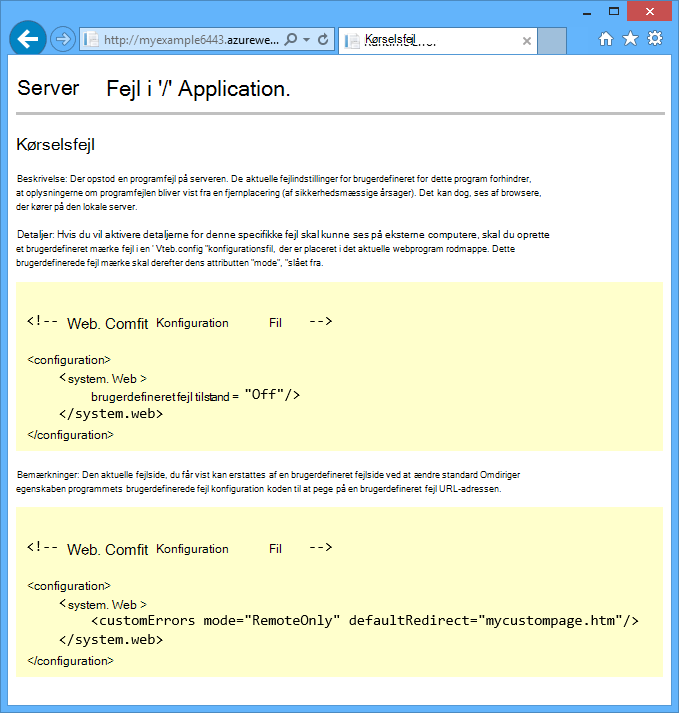 http://myexample6443.azurewe...
Kørselsfejl
Server Fejl i '/' Application.
Kørselsfejl
Beskrivelse: Der opstod en programfejl på serveren. De aktuelle fejlindstillinger for brugerdefineret for dette program forhindrer,
at oplysningerne om programfejlen bliver vist fra en fjernplacering (af sikkerhedsmæssige årsager). Det kan dog, ses af browsere,
der kører på den lokale server.
Detaljer: Hvis du vil aktivere detaljerne for denne specifikke fejl skal kunne ses på eksterne computere, skal du oprette
et brugerdefineret mærke fejl i en ' Vteb.config "konfigurationsfil, der er placeret i det aktuelle webprogram rodmappe. Dette
brugerdefinerede fejl mærke skal derefter dens attributten "mode", "slået fra.
<!-- Web. Comfit Konfiguration Fil -->
<configuration>
<system. Web >
brugerdefineret fejl tilstand = "Off"/>
</system.web>
</configuration>
Bemærkninger: Den aktuelle fejlside, du får vist kan erstattes af en brugerdefineret fejlside ved at ændre standard Omdiriger
egenskaben programmets brugerdefinerede fejl konfiguration koden til at pege på en brugerdefineret fejl URL-adressen.
<!-- Web. Comfit Konfiguration Fil -->
<configuration>
<system. Web >
<customErrors mode="RemoteOnly" defaultRedirect="mycustompage.htm"/>
</system.web>
</configuration>